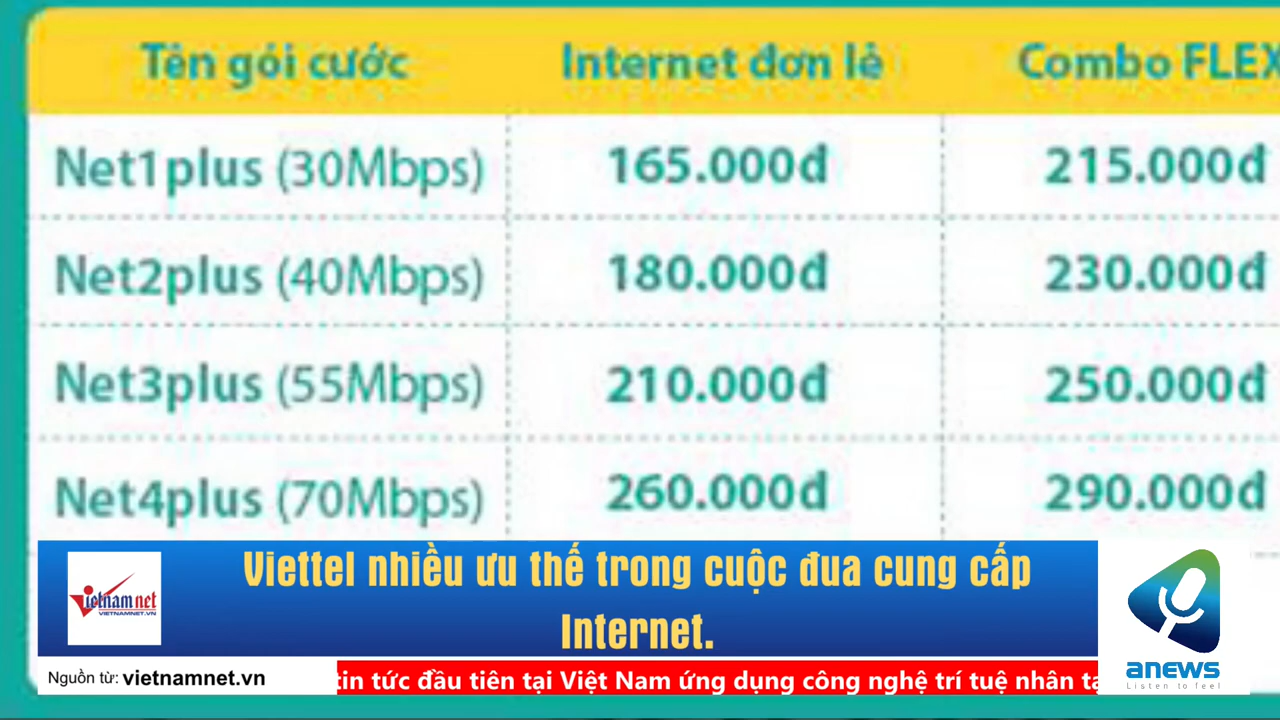 Tên gói cước Internet đơn lẻ Combo FLEX
Net1plus (30Mbps) 165.000đ 215.000đ
Net2plus (40Mbps) 180.000đ 230.000đ
Net3plus (55Mbps) 210.000đ 250.000đ
Net4plus (70Mbps) 260.000đ 290.000đ
Viettel nhiều ưu thế trong cuộc đua cung cấp
Internet.
Vietnamnet
VIETNAMNET.VN
Nguồn từ: vietnamnet.vn
tin tức đầu tiên tại Việt Nam ứng dụng công nghệ trí tuệ nhân tạ
anews
Listen to feel